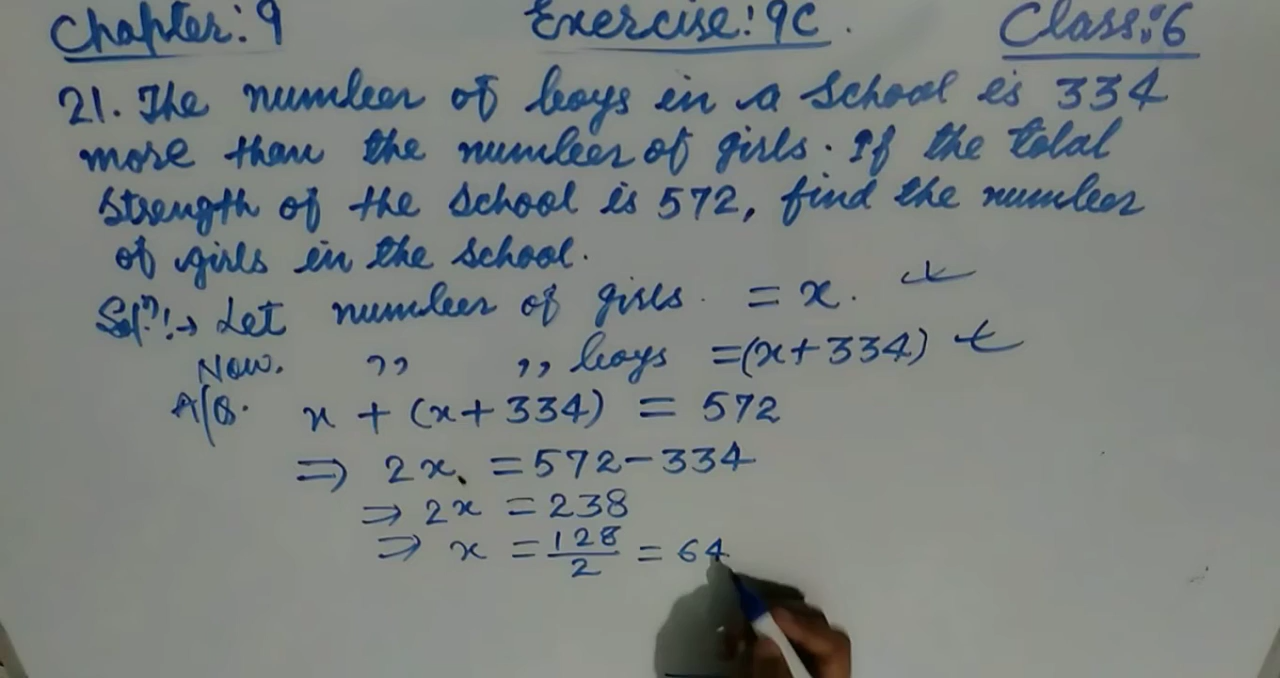 Chapter: 9 Exercise: 9C. Class: 6
21. The number of boys in a school is 334
more than the number of girls. If the total
strength of the school is 572, find the number
of girls in the school.
Solⁿ:→ Let number of girls = x.
Now. ,, ,, boys = (x+334)
A/Q. x + (x+334) = 572
⇒ 2x = 572-334
⇒ 2x = 238
⇒ x = 128/2 = 64